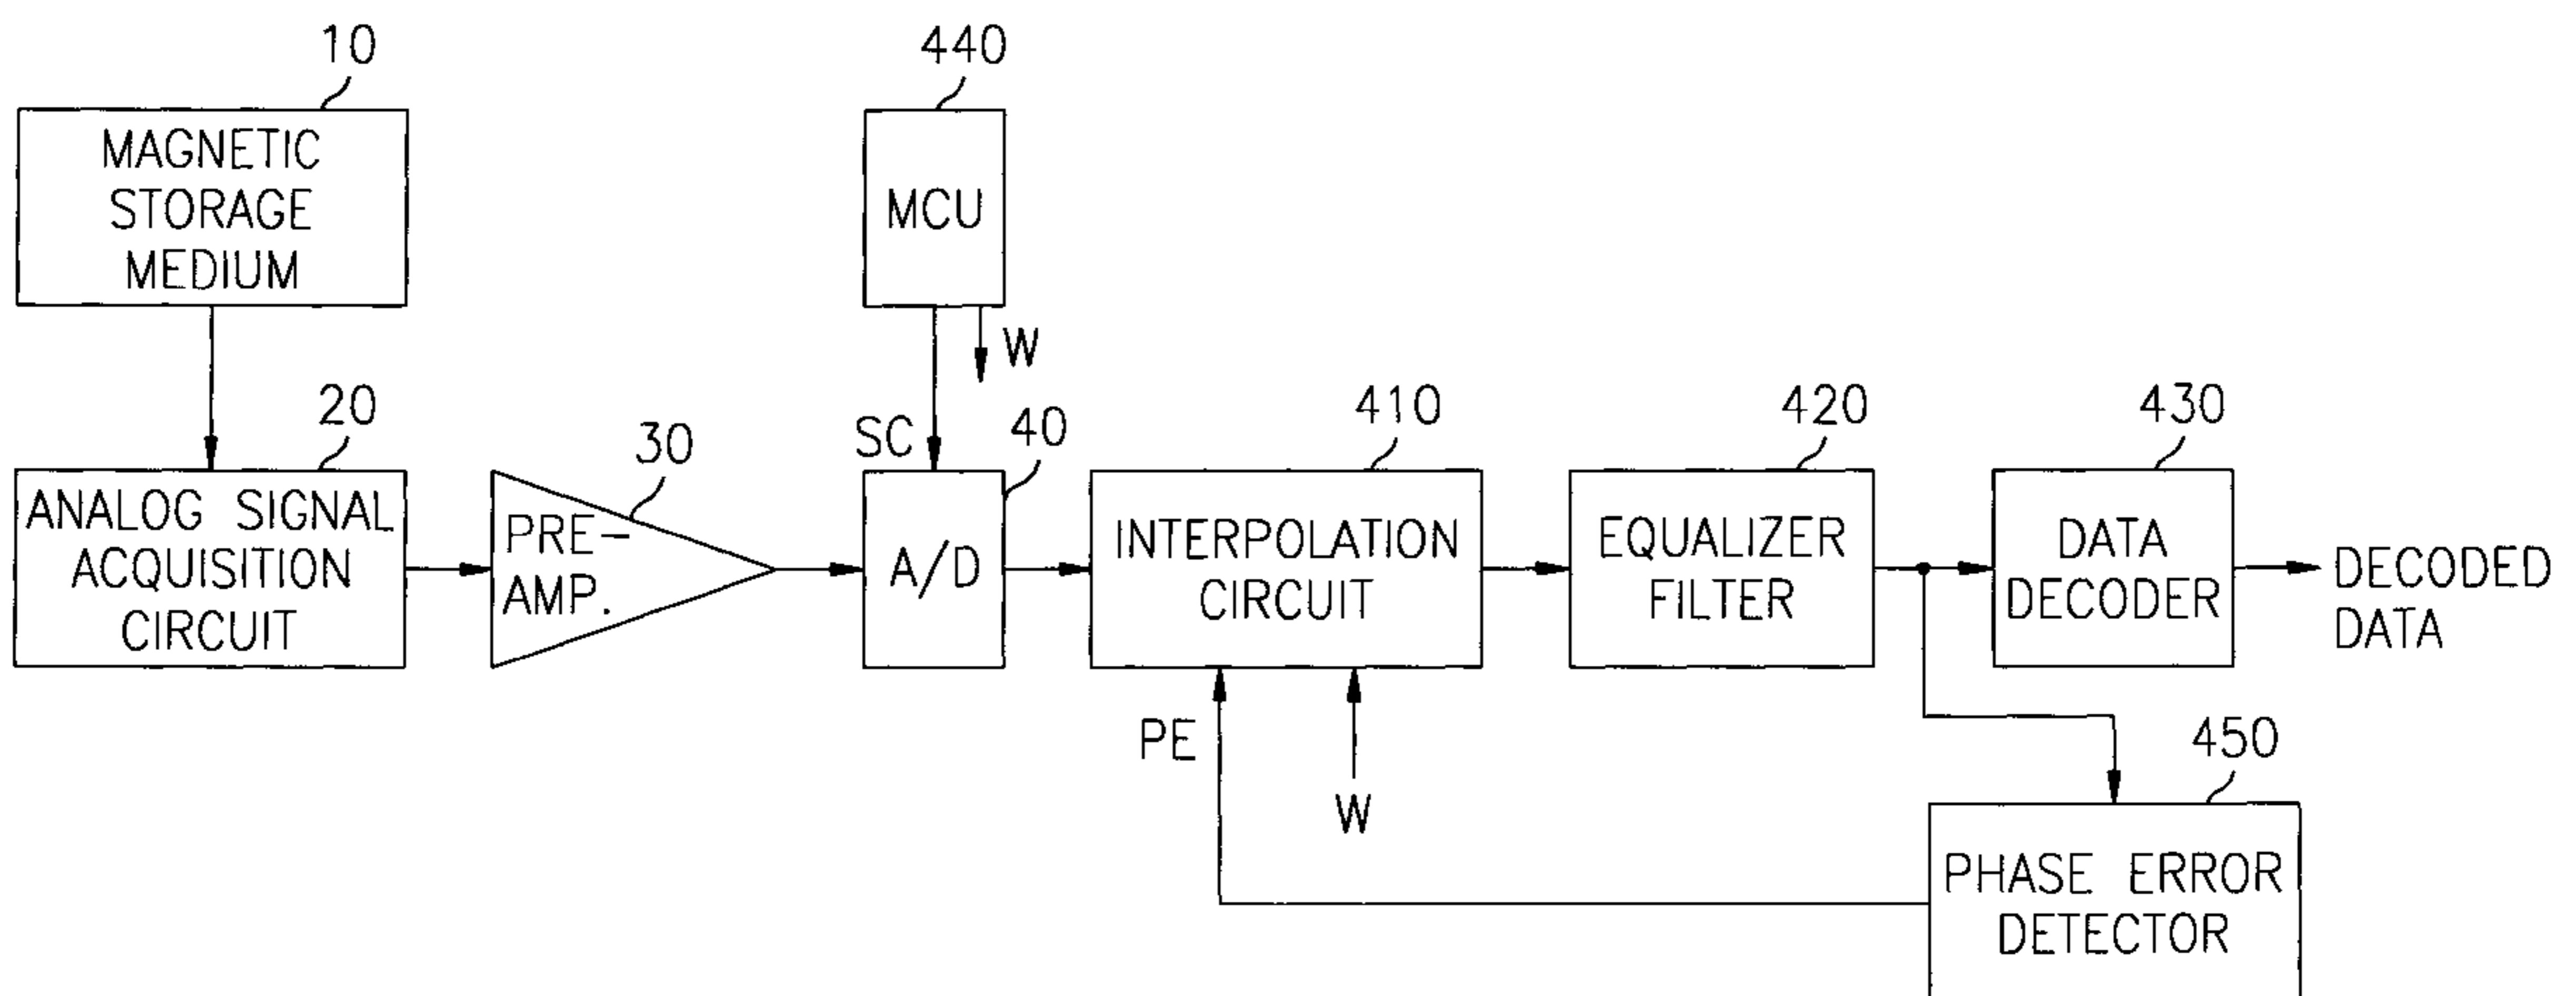 10
440
MAGNETIC
STORAGE
MEDIUM
MCU
W
20
30
SC
40
410
420
430
ANALOG SIGNAL
ACQUISITION
CIRCUIT
PRE-
AMP.
A/D
INTERPOLATION
CIRCUIT
EQUALIZER
FILTER
DATA
DECODER
DECODED
DATA
PE
W
450
PHASE ERROR
DETECTOR